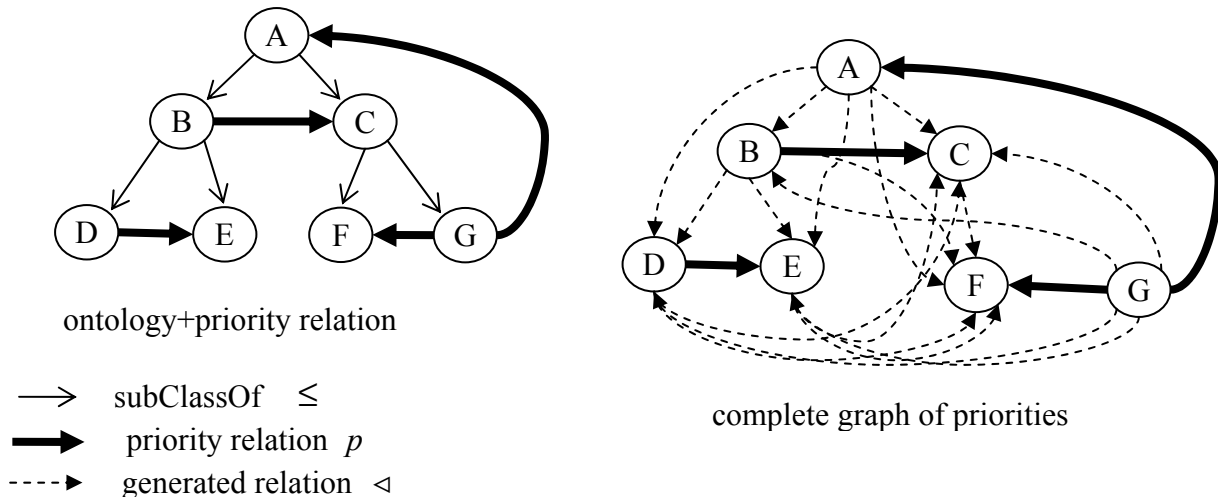 A
B
C
D
E
F
G
ontology+priority relation
subClassOf ≤
priority relation p
generated relation ⊲
A
B
C
D
E
F
G
complete graph of priorities